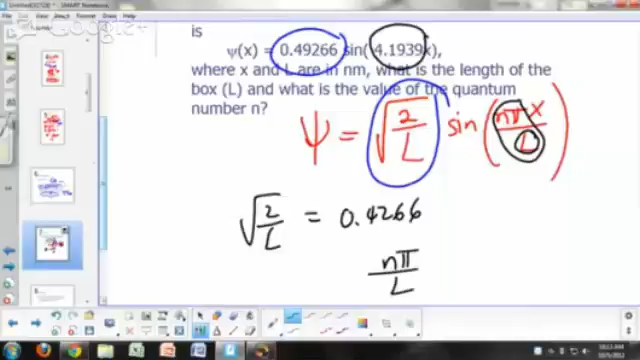 is
ψ(x) = 0.49266 sin( 4.1939x),
where x and L are in nm, what is the length of the
box (L) and what is the value of the quantum
number n?
ψ = √2/L sin (nπx/L)
√2/L = 0.4266
nπ/L